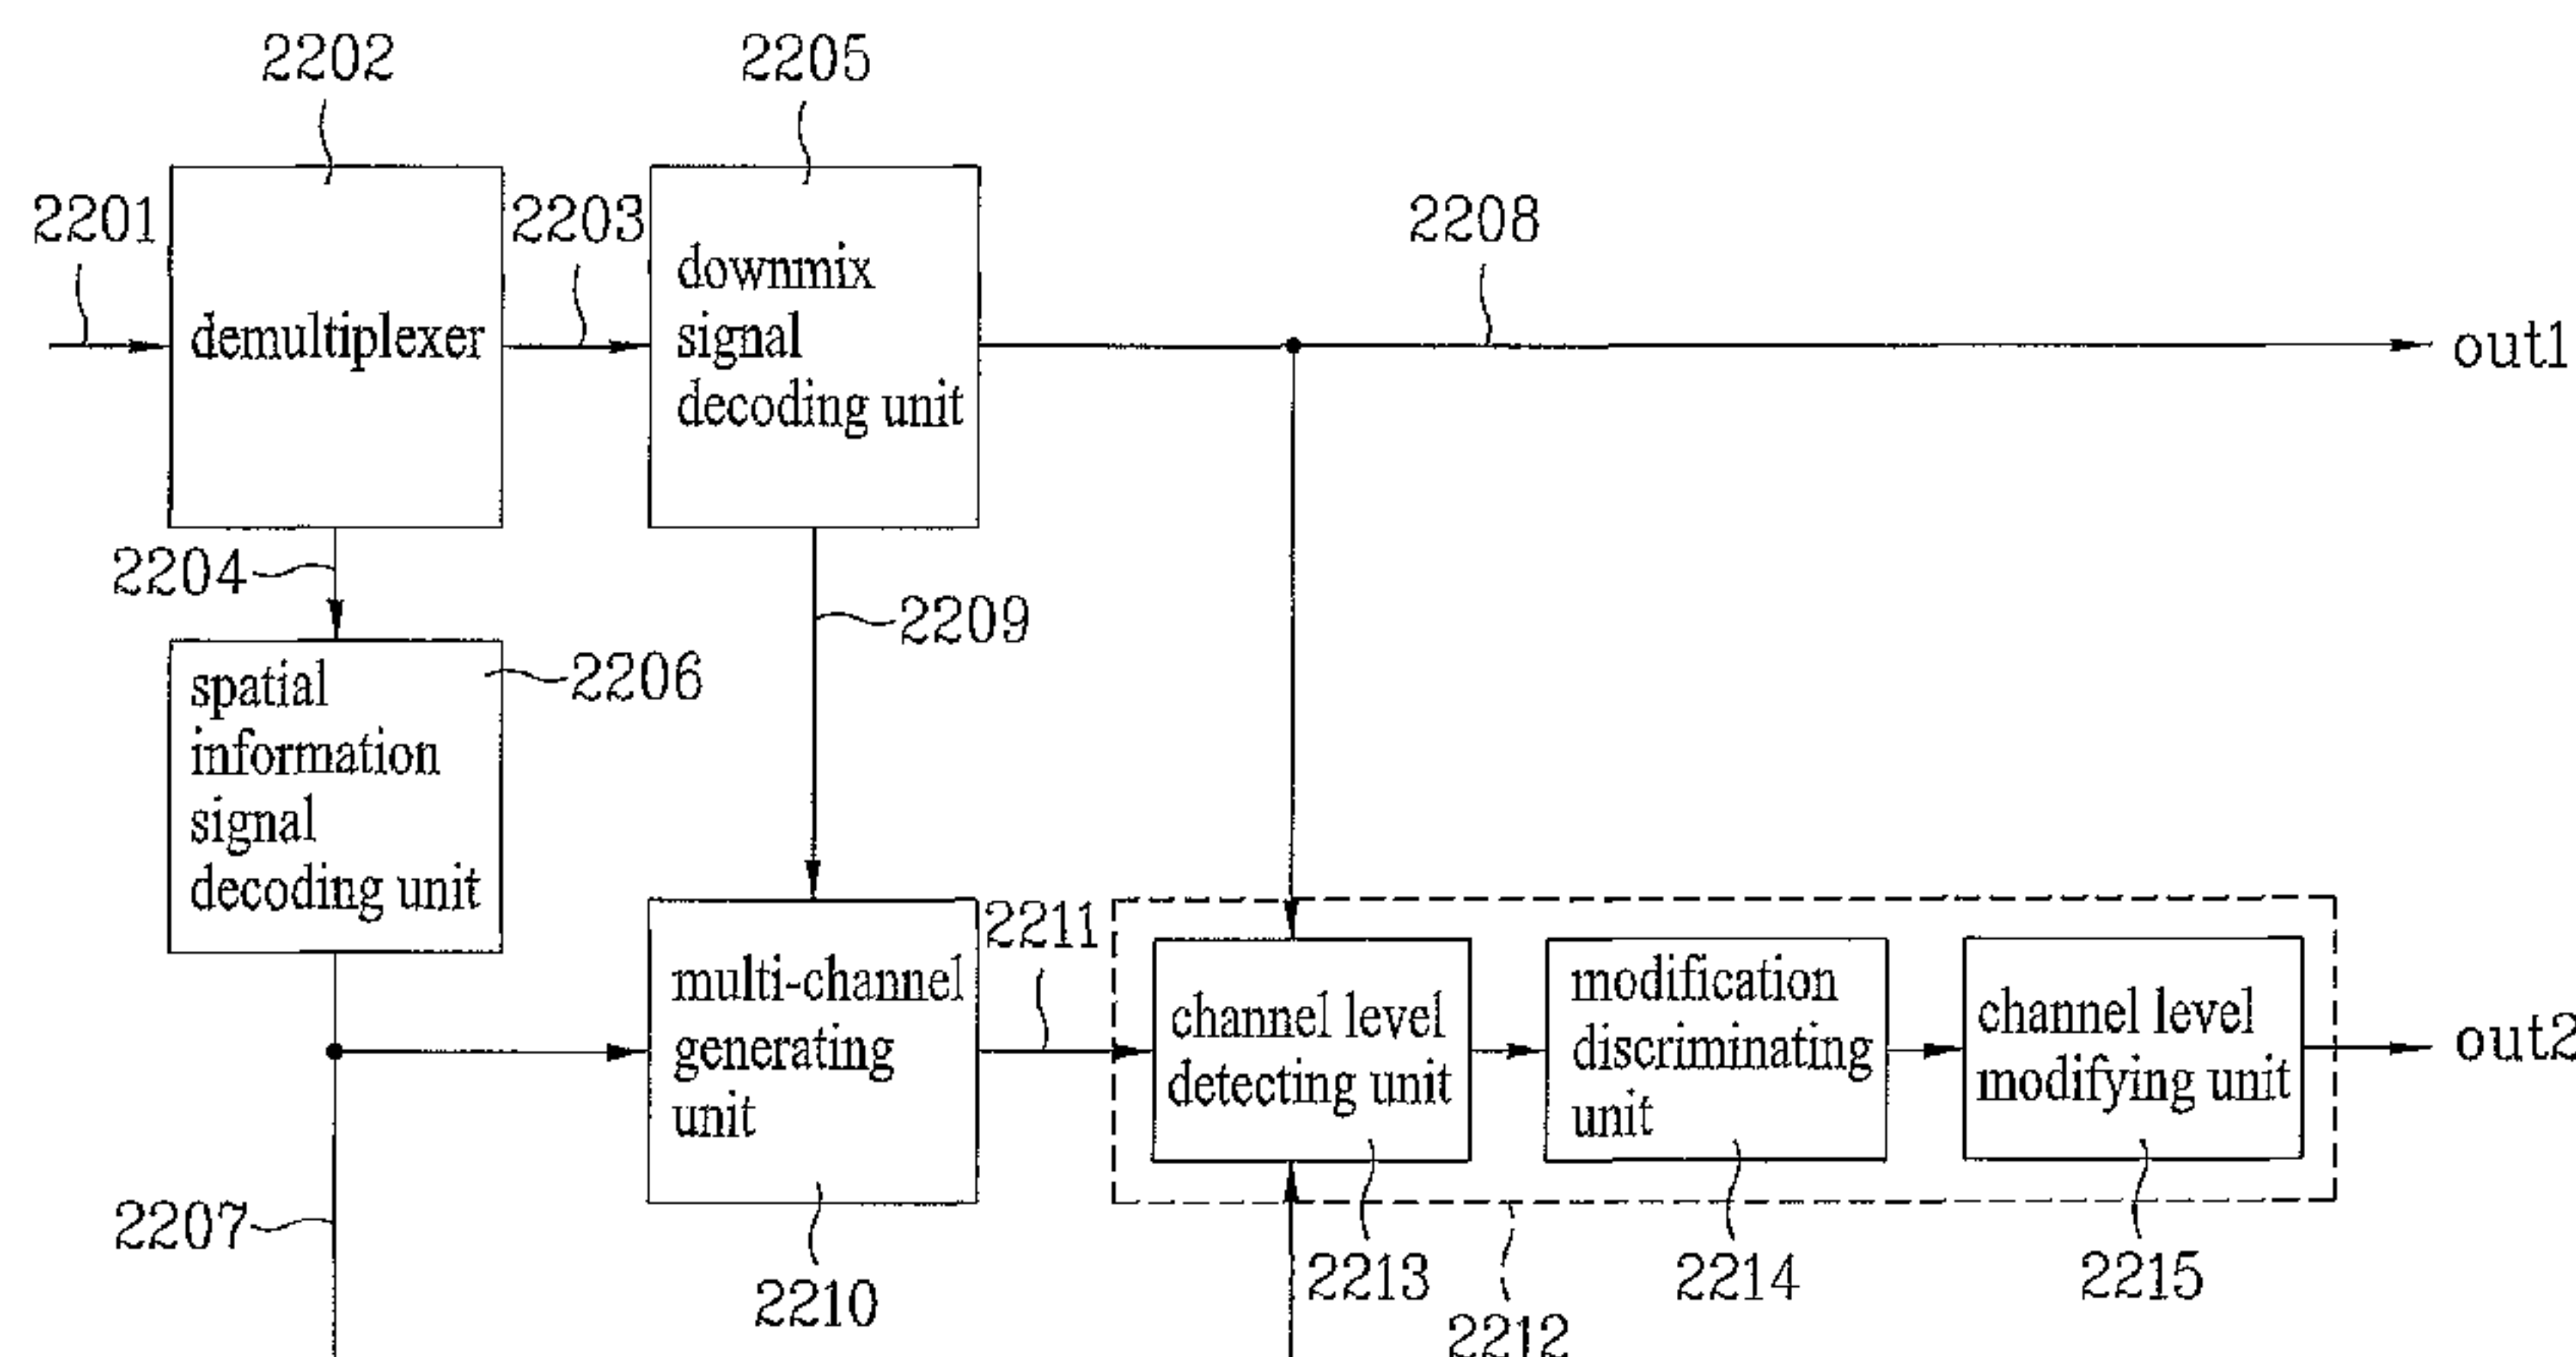 2202
2205
2201
2203
2208
demultiplexer
downmix
signal
decoding unit
out1
2204
2209
spatial
information
signal
decoding unit
2206
2211
multi-channel
generating
unit
channel level
detecting unit
modification
discriminating
unit
channel level
modifying unit
out2
2207
2210
2213
2212
2214
2215